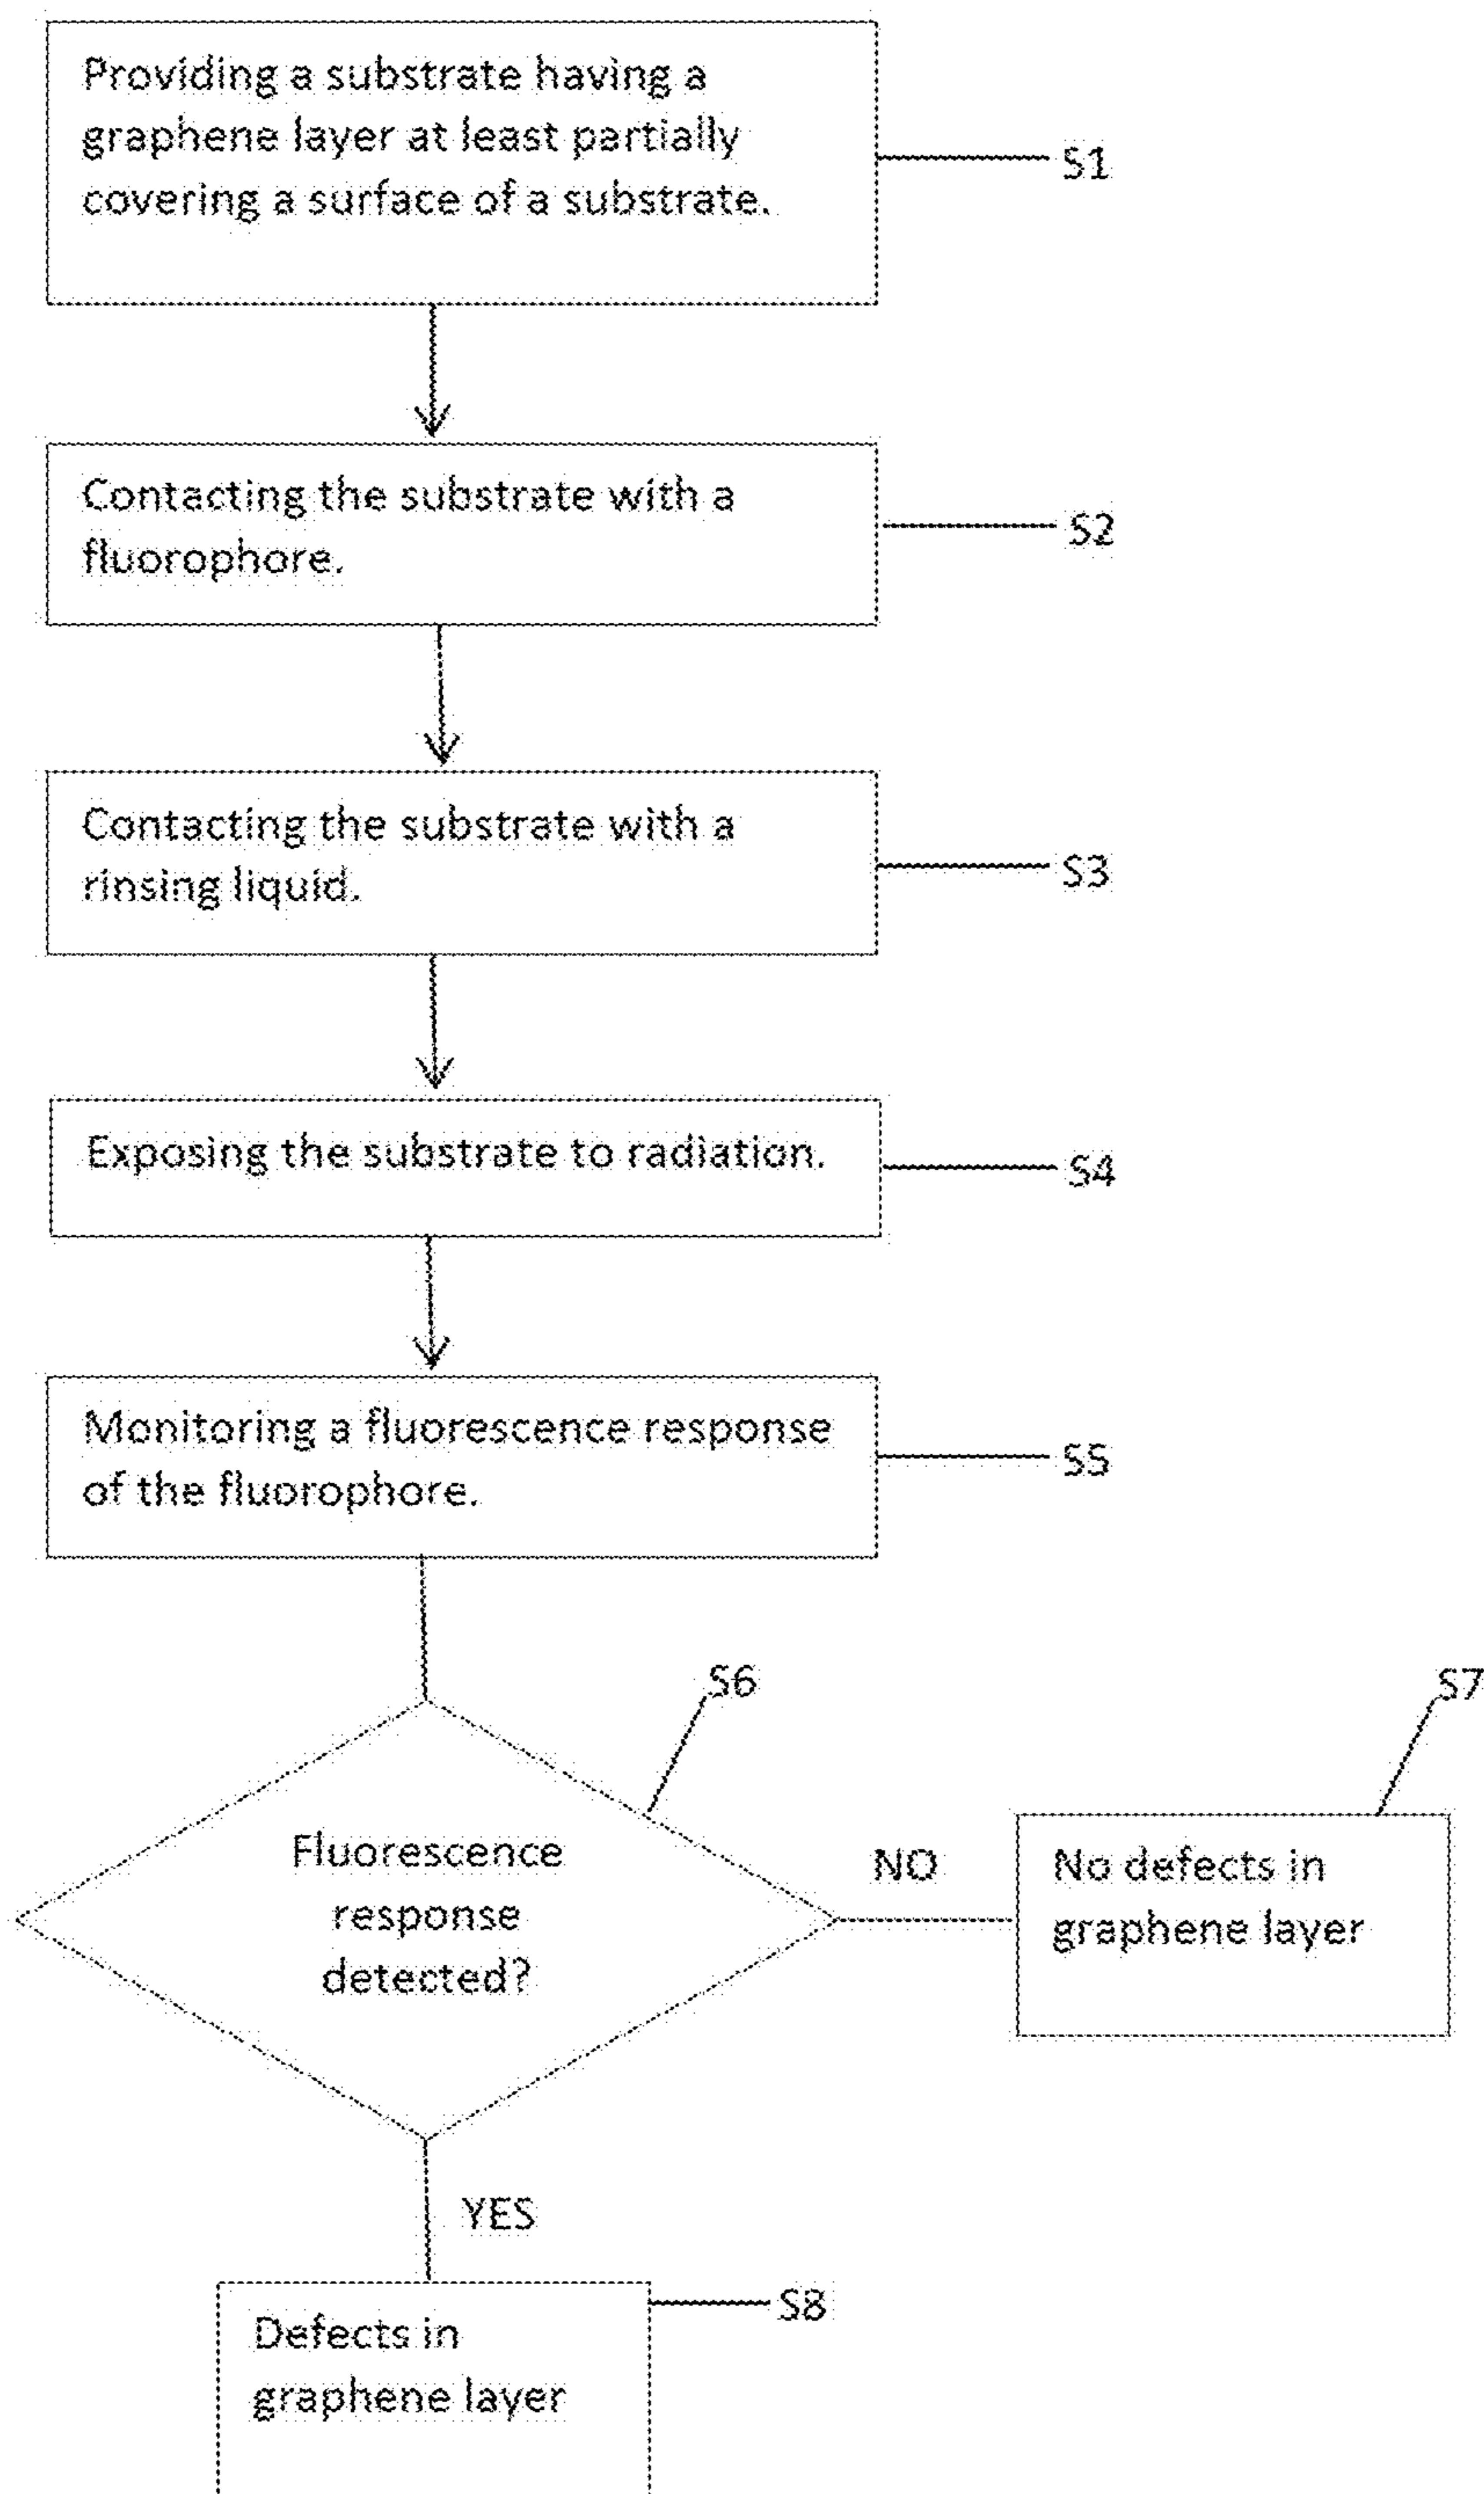 Providing a substrate having a
graphene layer at least partially
covering a surface of a substrate.
S1
Contacting the substrate with a
fluorophore.
S2
Contacting the substrate with a
rinsing liquid.
S3
Exposing the substrate to radiation.
S4
Monitoring a fluorescence response
of the fluorophore.
S5
S6
S7
Fluorescence
response
detected?
NO
No defects in
graphene layer
YES
S8
Defects in
graphene layer